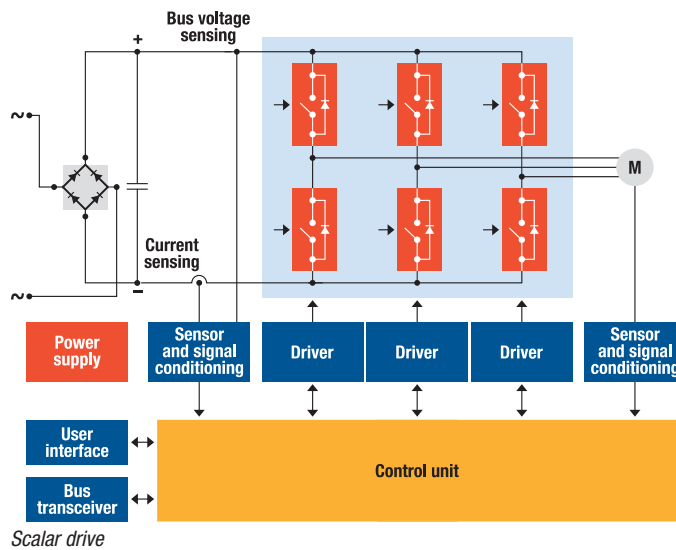 Bus voltage
sensing
+
~
M
Current
sensing
~
–
Power
supply
Sensor
and signal
conditioning
Driver
Driver
Driver
Sensor
and signal
conditioning
User
interface
Control unit
Bus
transceiver
Scalar drive